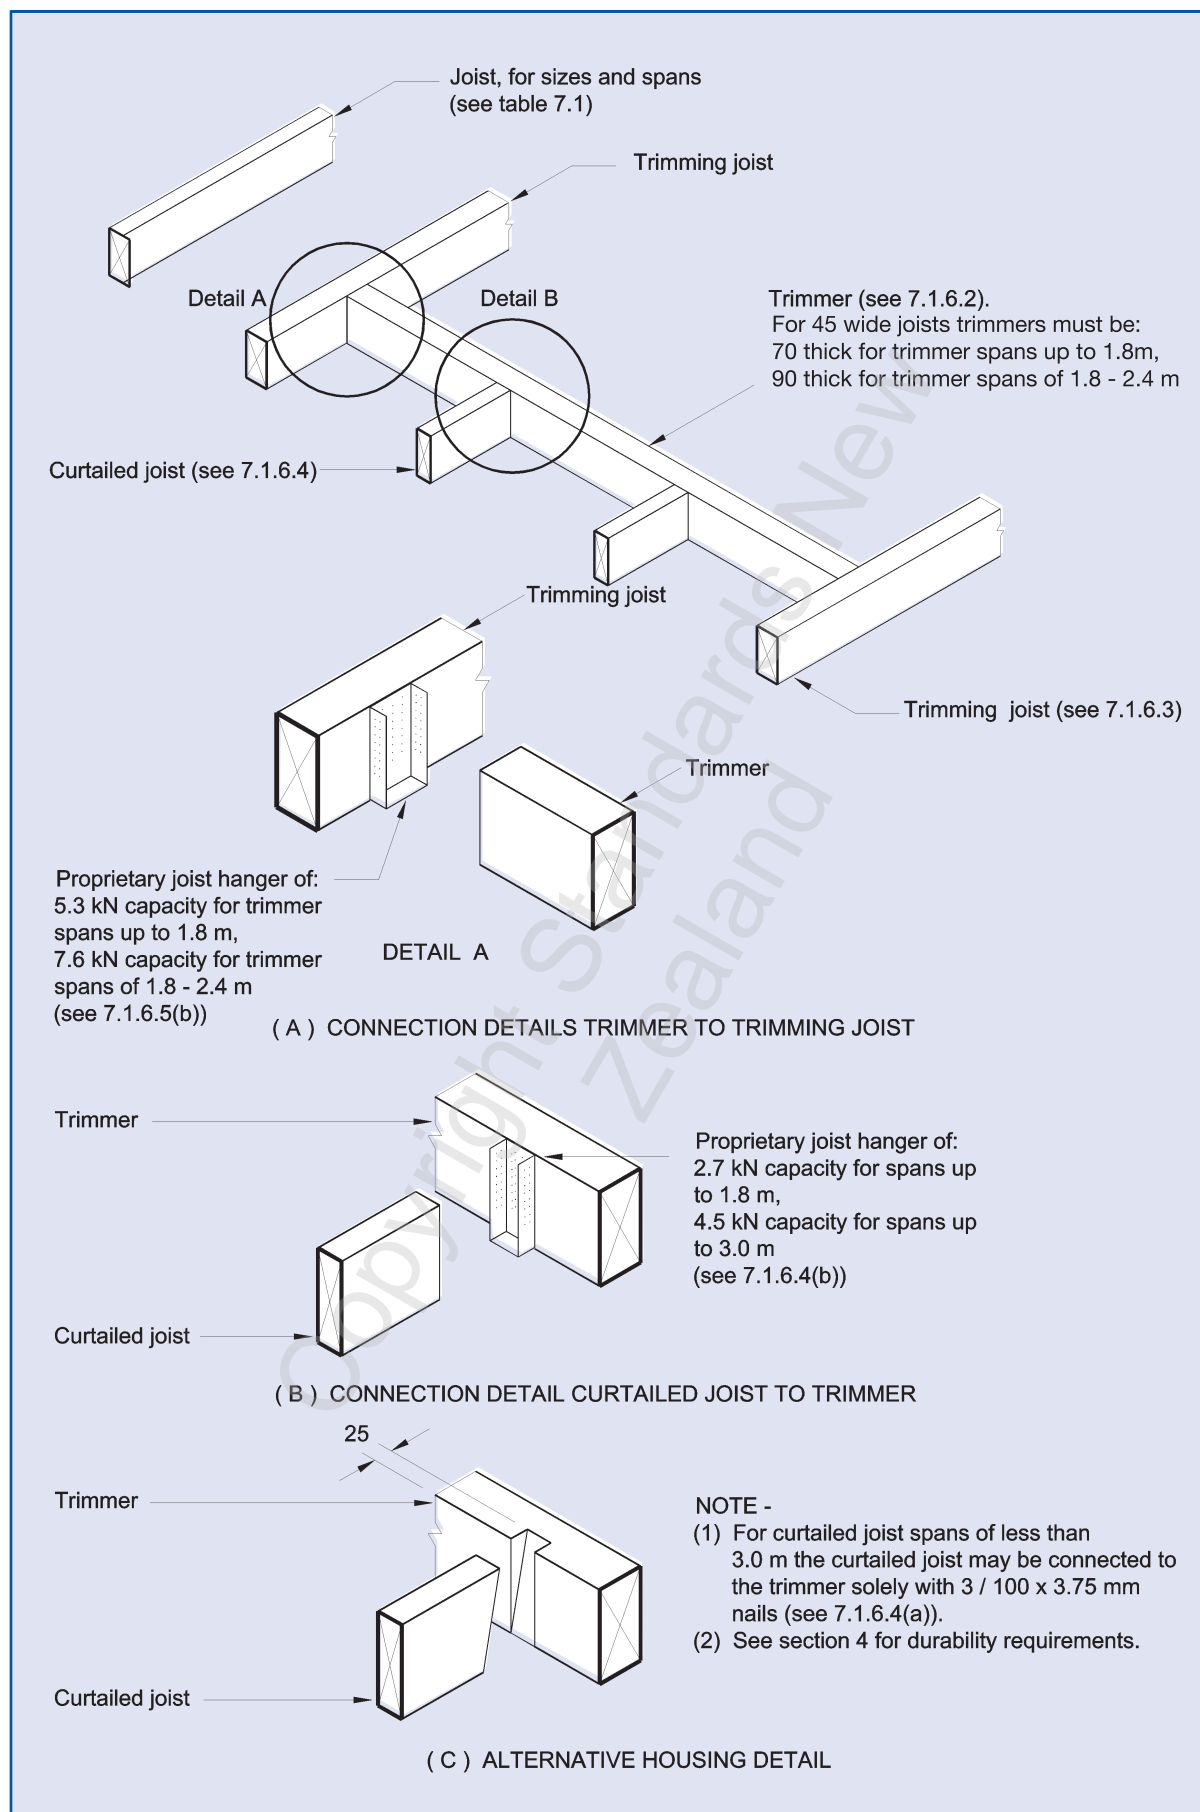 Joist, for sizes and spans
(see table 7.1)
Trimming joist
Detail A
Detail B
Trimmer (see 7.1.6.2).
For 45 wide joists trimmers must be:
70 thick for trimmer spans up to 1.8m,
90 thick for trimmer spans of 1.8 - 2.4 m
Curtailed joist (see 7.1.6.4)
Trimming joist
Trimming joist (see 7.1.6.3)
Trimmer
Proprietary joist hanger of:
5.3 kN capacity for trimmer
spans up to 1.8 m,
7.6 kN capacity for trimmer
spans of 1.8 - 2.4 m
(see 7.1.6.5(b))
DETAIL A
( A ) CONNECTION DETAILS TRIMMER TO TRIMMING JOIST
Trimmer
Proprietary joist hanger of:
2.7 kN capacity for spans up
to 1.8 m,
4.5 kN capacity for spans up
to 3.0 m
(see 7.1.6.4(b))
Curtailed joist
( B ) CONNECTION DETAIL CURTAILED JOIST TO TRIMMER
25
Trimmer
NOTE -
(1) For curtailed joist spans of less than
3.0 m the curtailed joist may be connected to
the trimmer solely with 3 / 100 x 3.75 mm
nails (see 7.1.6.4(a)).
(2) See section 4 for durability requirements.
Curtailed joist
( C ) ALTERNATIVE HOUSING DETAIL
Copyright Standards New
Zealand